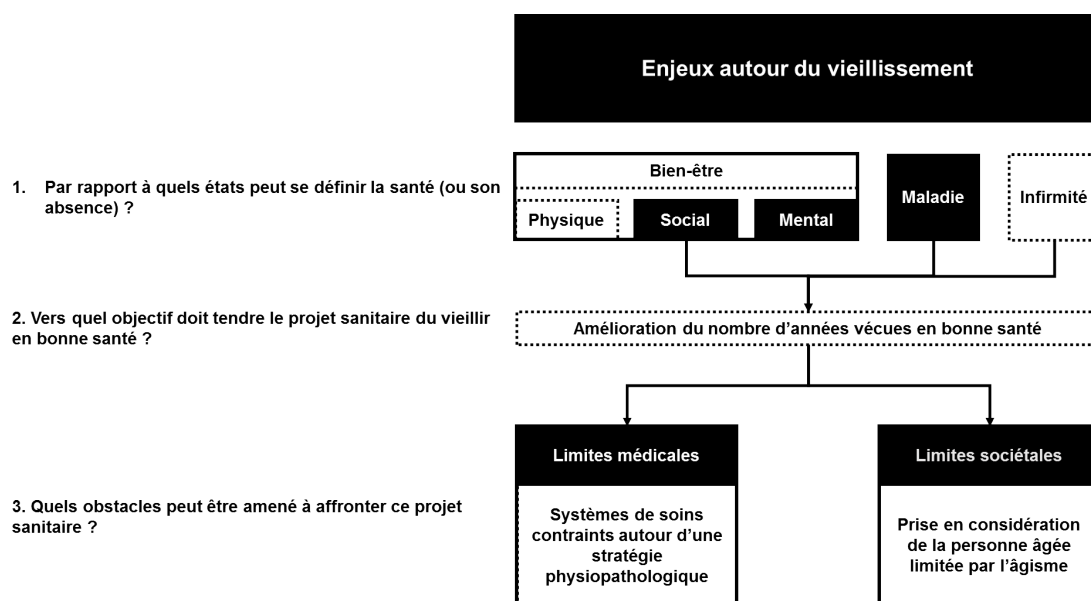 Enjeux autour du vieillissement
1. Par rapport à quels états peut se définir la santé (ou son
absence) ?
Bien-être
Physique
Social
Mental
Maladie
Infirmité
2. Vers quel objectif doit tendre le projet sanitaire du vieillir
en bonne santé ?
Amélioration du nombre d'années vécues en bonne santé
3. Quels obstacles peut être amené à affronter ce projet
sanitaire ?
Limites médicales
Systèmes de soins
contraints autour d'une
stratégie
physiopathologique
Limites sociétales
Prise en considération
de la personne âgée
limitée par l'âgisme